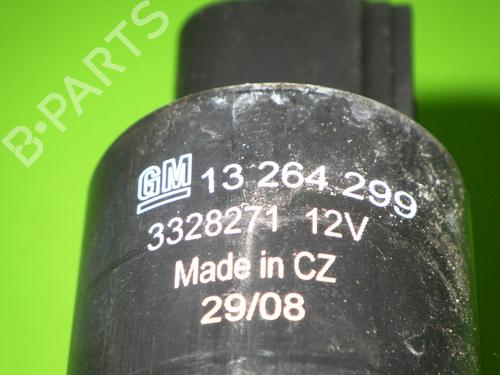 B-PARTS
GM 13 264 299
3328271 12V
Made in CZ
29/08